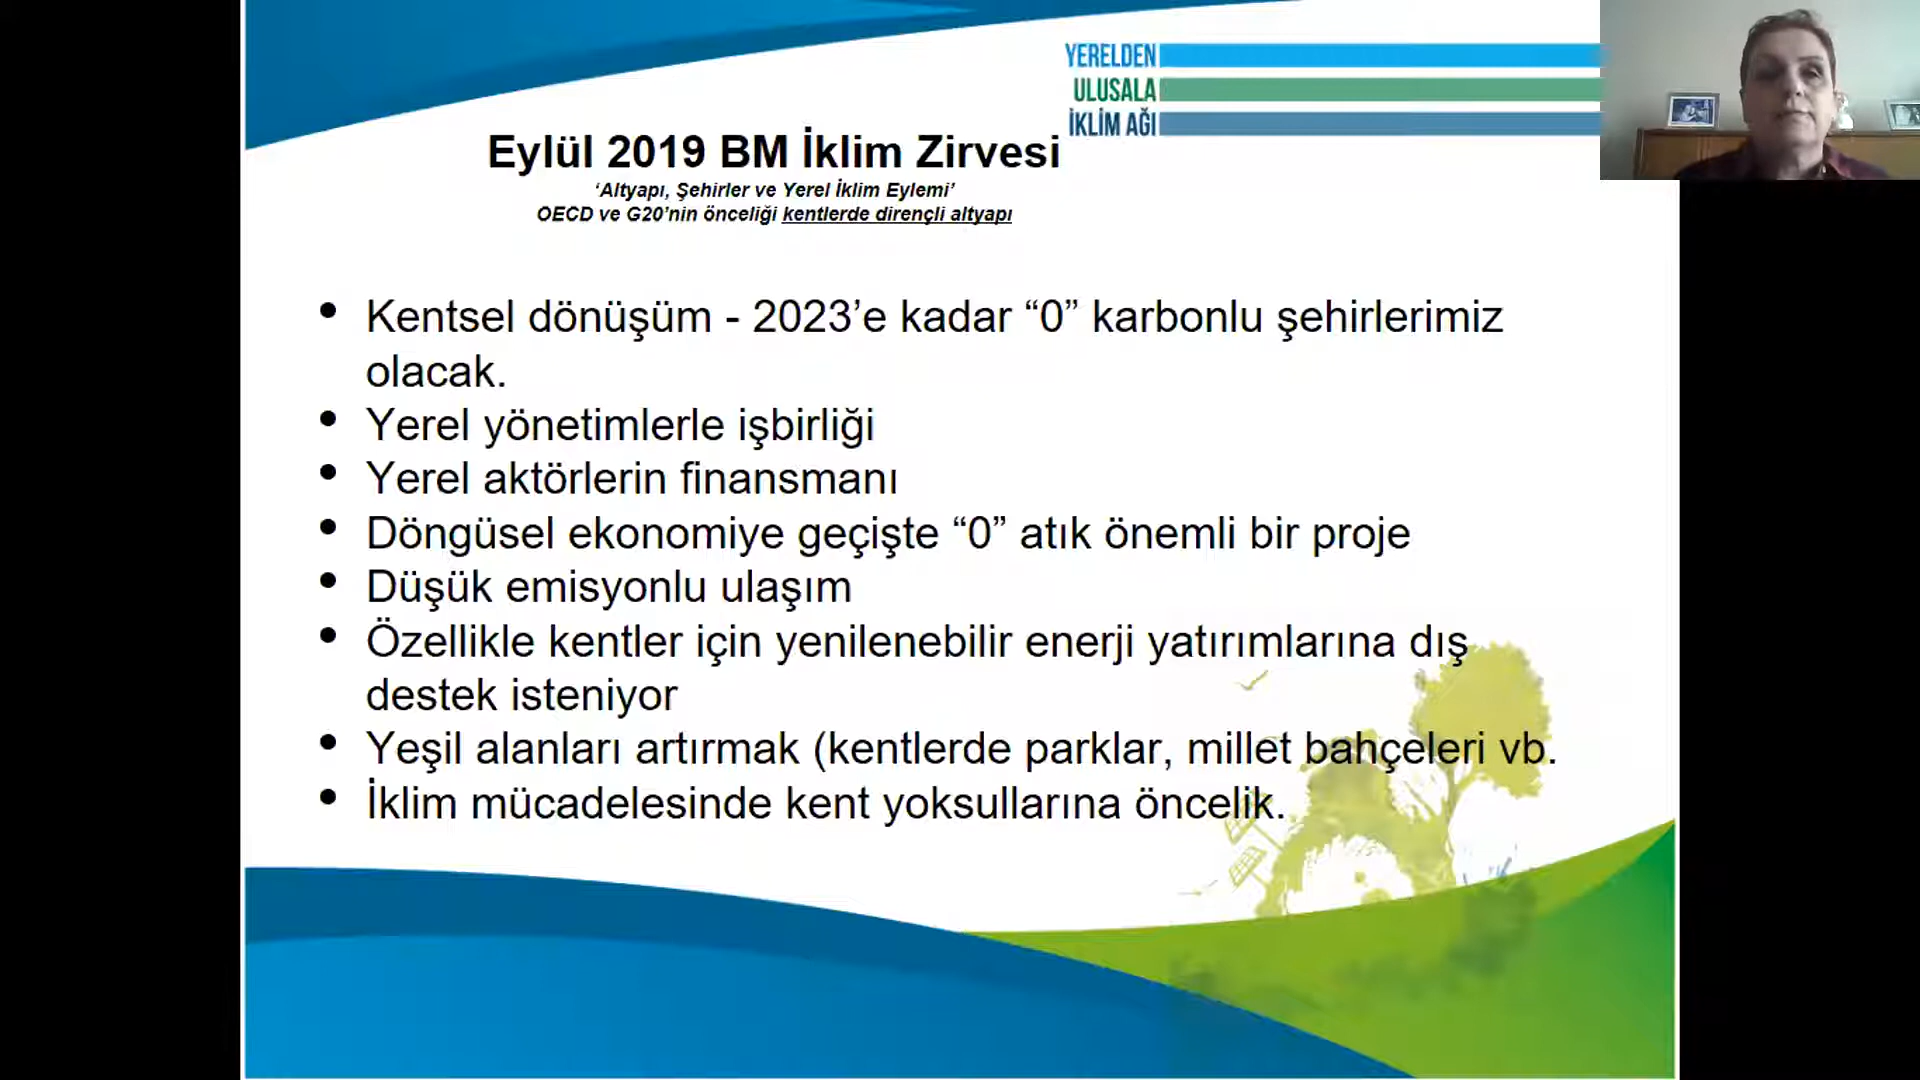 YERELDEN
ULUSALA
İKLİM AĞI
Eylül 2019 BM İklim Zirvesi
‘Altyapı, Şehirler ve Yerel İklim Eylemi’
OECD ve G20’nin önceliği kentlerde dirençli altyapı
• Kentsel dönüşüm - 2023’e kadar “0” karbonlu şehirlerimiz
olacak.
• Yerel yönetimlerle işbirliği
• Yerel aktörlerin finansmanı
• Döngüsel ekonomiye geçişte “0” atık önemli bir proje
• Düşük emisyonlu ulaşım
• Özellikle kentler için yenilenebilir enerji yatırımlarına dış
destek isteniyor
• Yeşil alanları artırmak (kentlerde parklar, millet bahçeleri vb.
• İklim mücadelesinde kent yoksullarına öncelik.